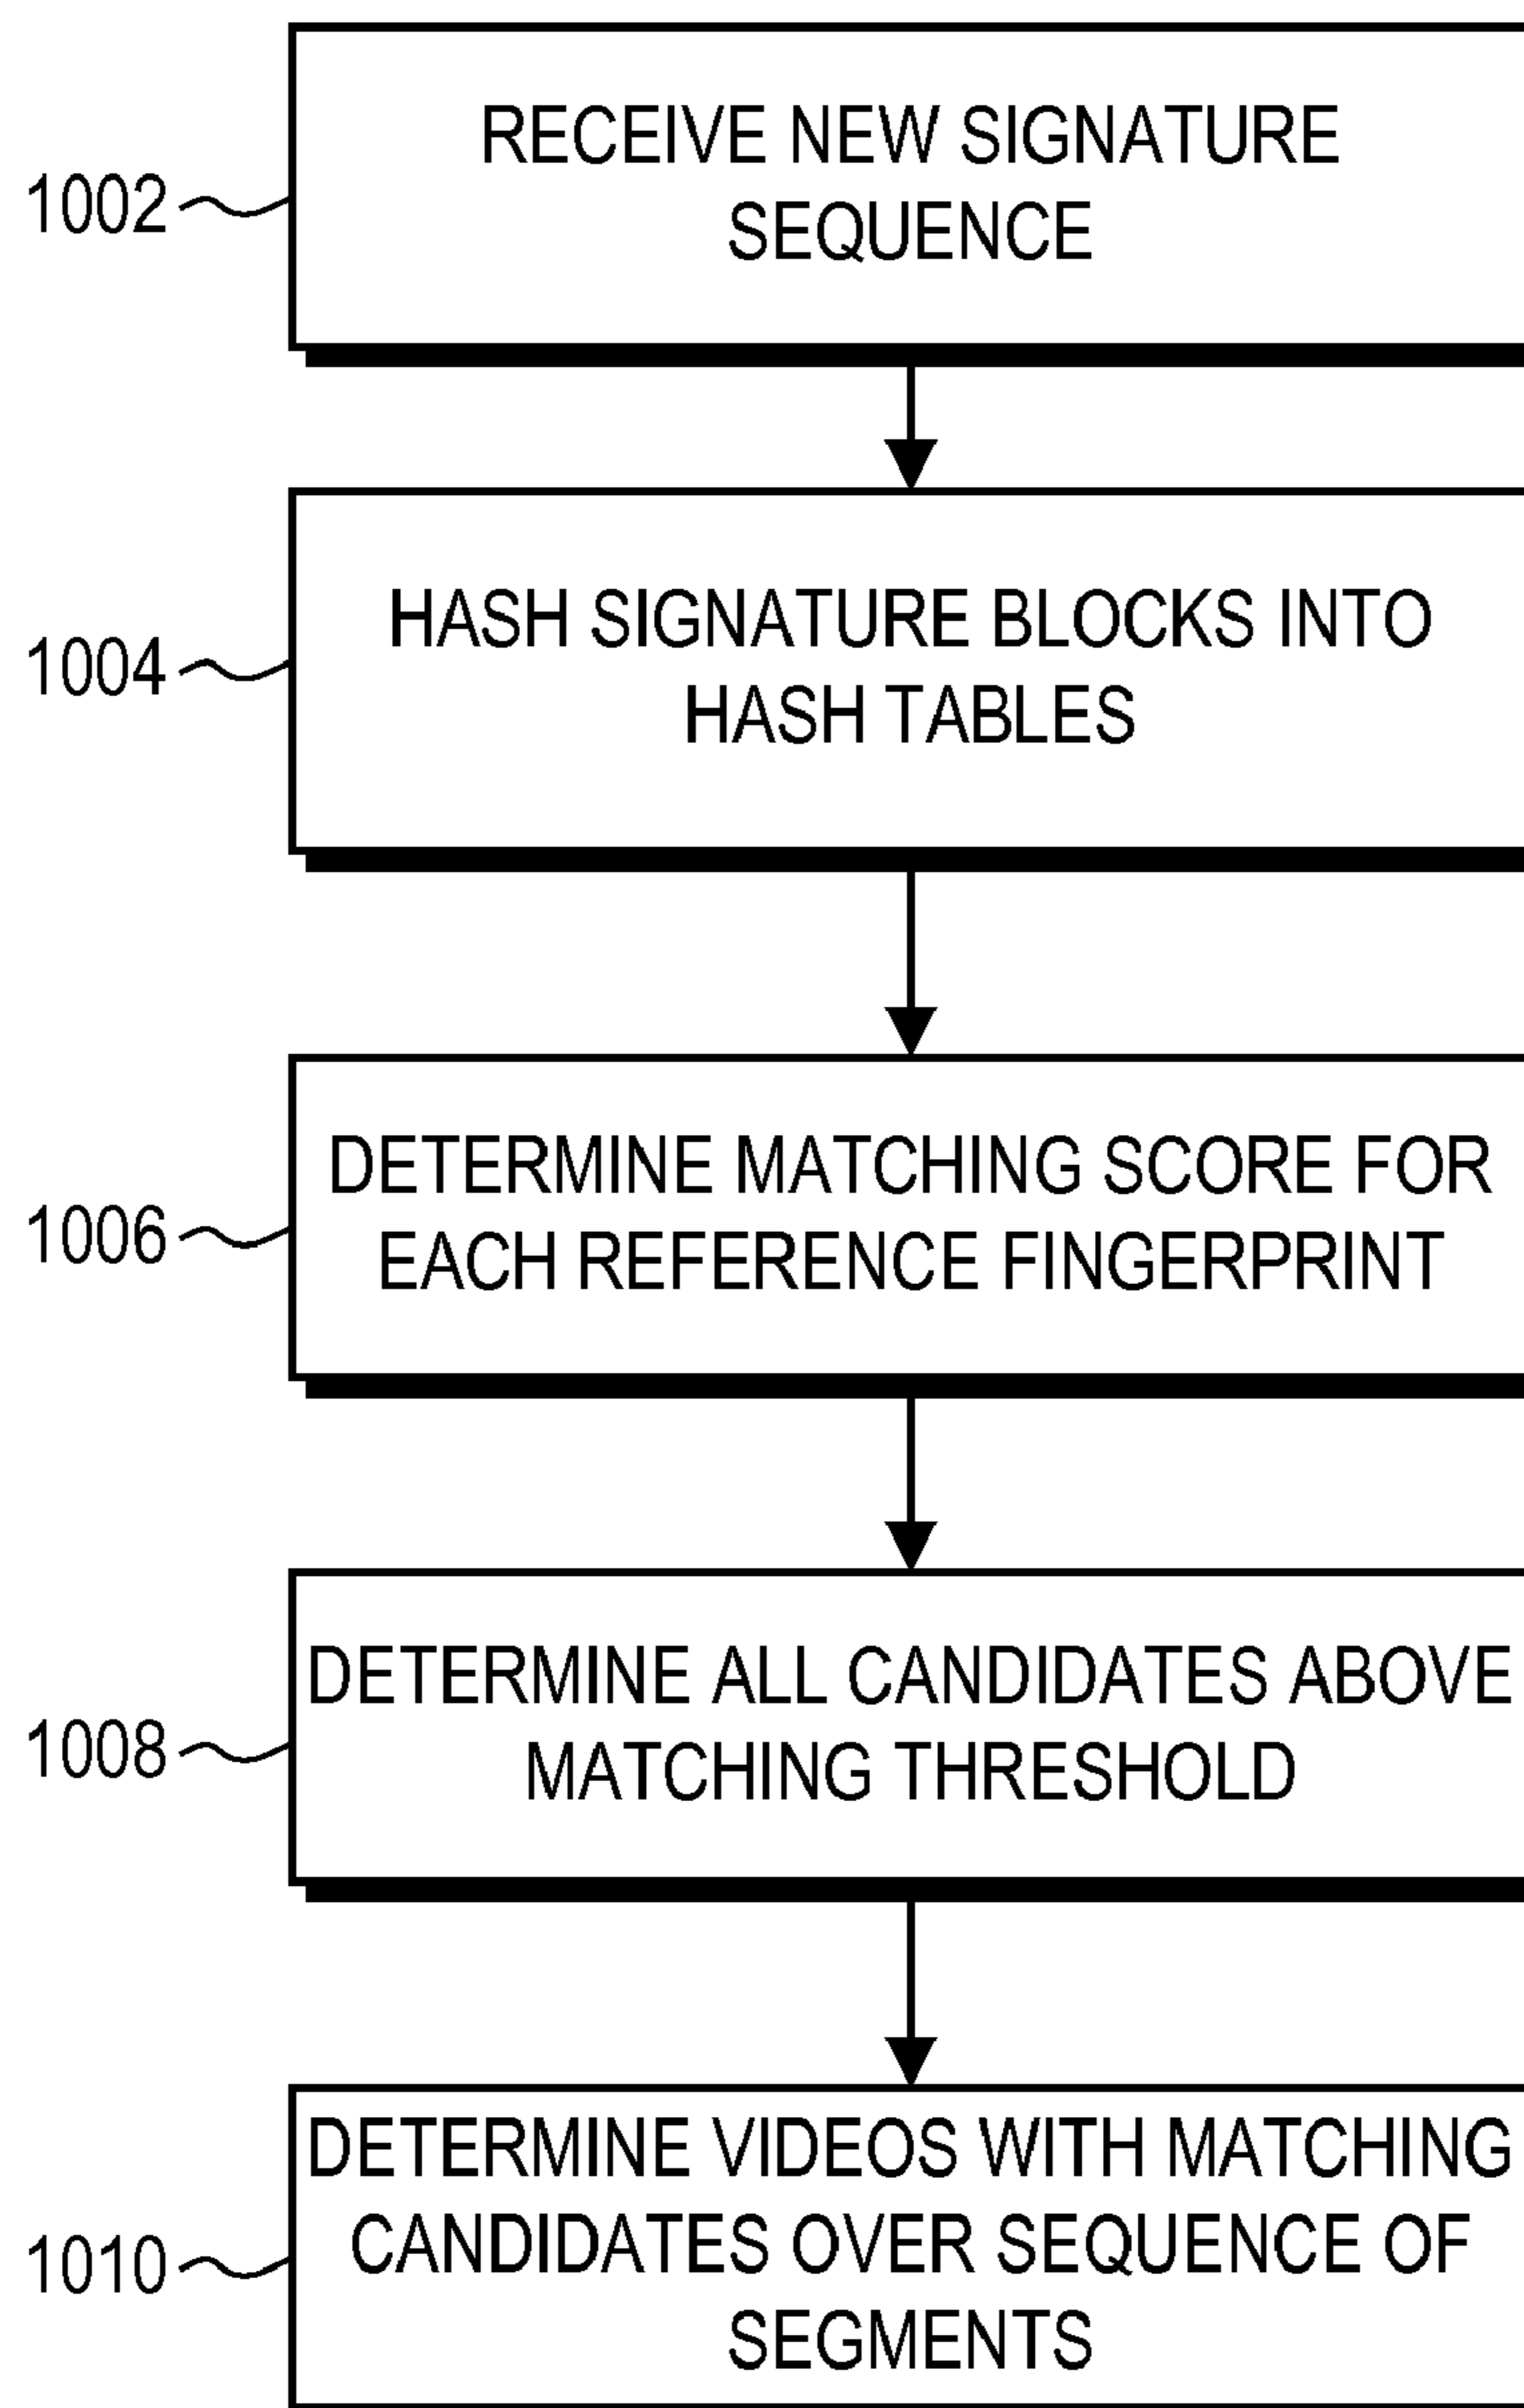 RECEIVE NEW SIGNATURE
SEQUENCE
1002
HASH SIGNATURE BLOCKS INTO
HASH TABLES
1004
DETERMINE MATCHING SCORE FOR
EACH REFERENCE FINGERPRINT
1006
DETERMINE ALL CANDIDATES ABOVE
MATCHING THRESHOLD
1008
DETERMINE VIDEOS WITH MATCHING
CANDIDATES OVER SEQUENCE OF
SEGMENTS
1010